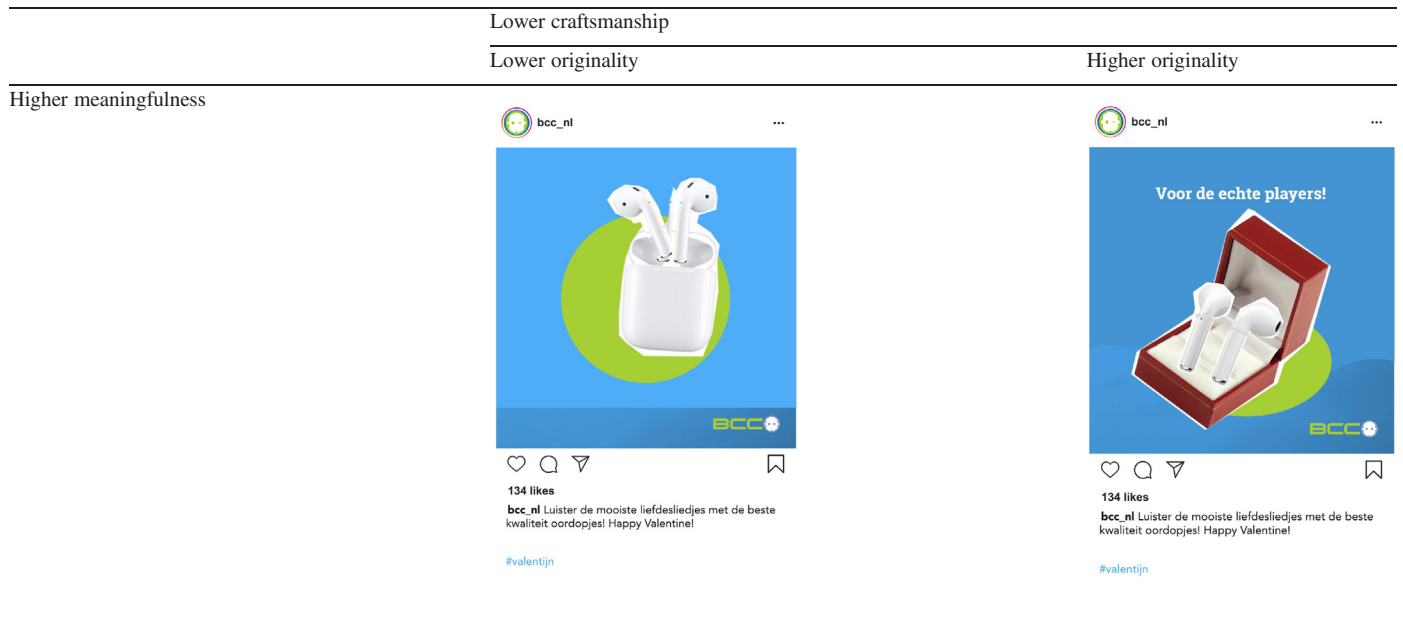 Lower craftsmanship
Lower originality
Higher originality
Higher meaningfulness
bcc_nl
...
BCC
134 likes
bcc_nl Luister de mooiste liefdesliedjes met de beste
kwaliteit oordopjes! Happy Valentine!
#valentijn
bcc_nl
...
Voor de echte players!
BCC
134 likes
bcc_nl Luister de mooiste liefdesliedjes met de beste
kwaliteit oordopjes! Happy Valentine!
#valentijn